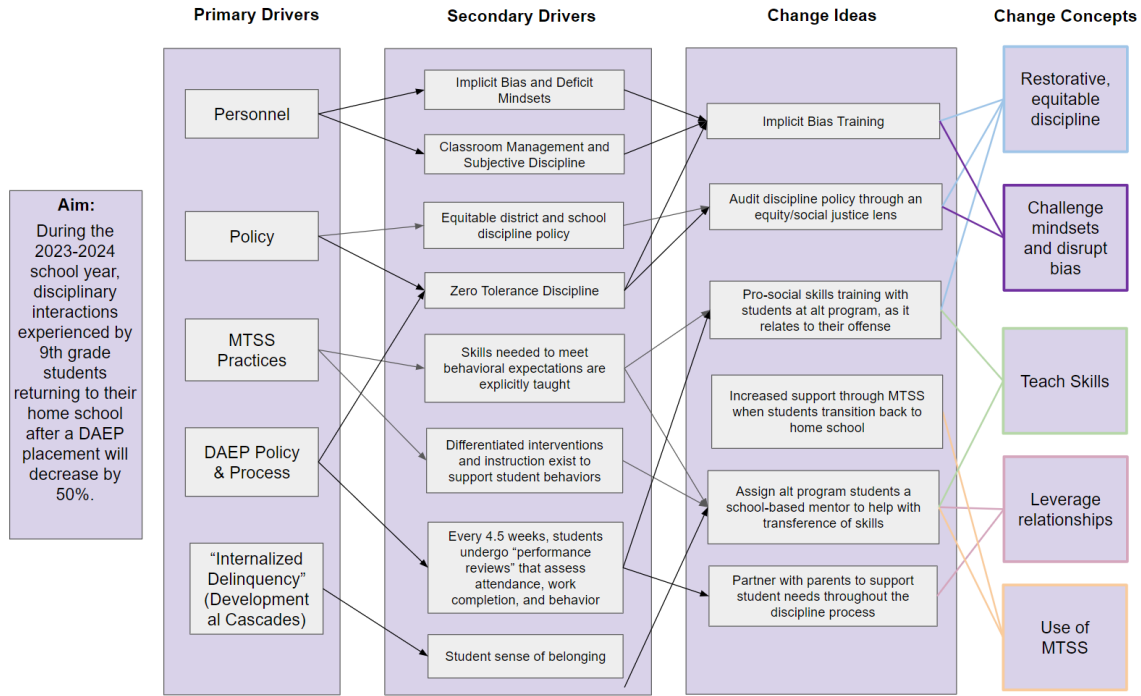 Primary Drivers
Secondary Drivers
Change Ideas
Change Concepts
Aim:
During the
2023-2024
school year,
disciplinary
interactions
experienced by
9th grade
students
returning to their
home school
after a DAEP
placement will
decrease by
50%.
Personnel
Policy
MTSS
Practices
DAEP Policy
& Process
“Internalized
Delinquency”
(Development
al Cascades)
Implicit Bias and Deficit
Mindsets
Classroom Management and
Subjective Discipline
Equitable district and school
discipline policy
Zero Tolerance Discipline
Skills needed to meet
behavioral expectations are
explicitly taught
Differentiated interventions
and instruction exist to
support student behaviors
Every 4.5 weeks, students
undergo “performance
reviews” that assess
attendance, work
completion, and behavior
Student sense of belonging
Implicit Bias Training
Audit discipline policy through an
equity/social justice lens
Pro-social skills training with
students at alt program, as it
relates to their offense
Increased support through MTSS
when students transition back to
home school
Assign alt program students a
school-based mentor to help with
transference of skills
Partner with parents to support
student needs throughout the
discipline process
Restorative,
equitable
discipline
Challenge
mindsets
and disrupt
bias
Teach Skills
Leverage
relationships
Use of
MTSS